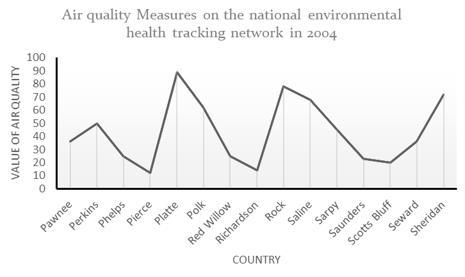 Air quality Measures on the national environmental
health tracking network in 2004
VALUE OF AIR QUALITY
100
90
80
70
60
50
40
30
20
10
0
Pawnee
Perkins
Phelps
Pierce
Platte
Polk
Red Willow
Richardson
Rock
Saline
Sarpy
Saunders
Scotts Bluff
Seward
Sheridan
COUNTRY